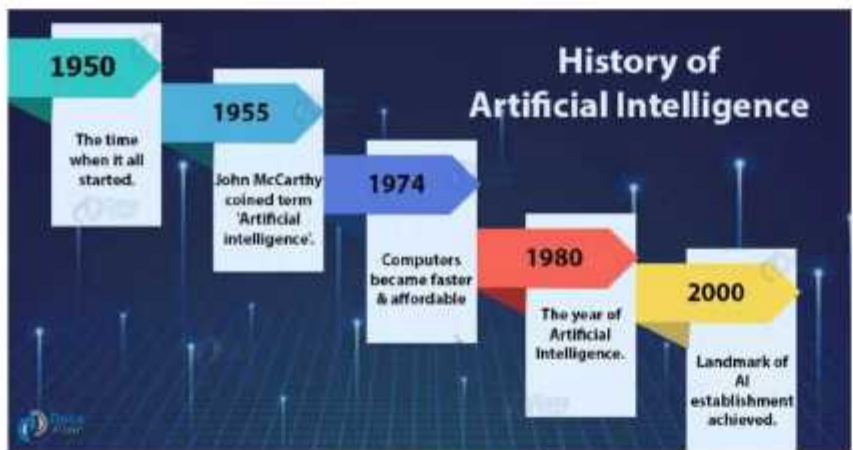 History of
Artificial Intelligence
1950
The time
when it all
started.
1955
John McCarthy
coined term
'Artificial
intelligence'.
1974
Computers
became faster
& affordable
1980
The year of
Artificial
Intelligence.
2000
Landmark of
AI
establishment
achieved.
Data